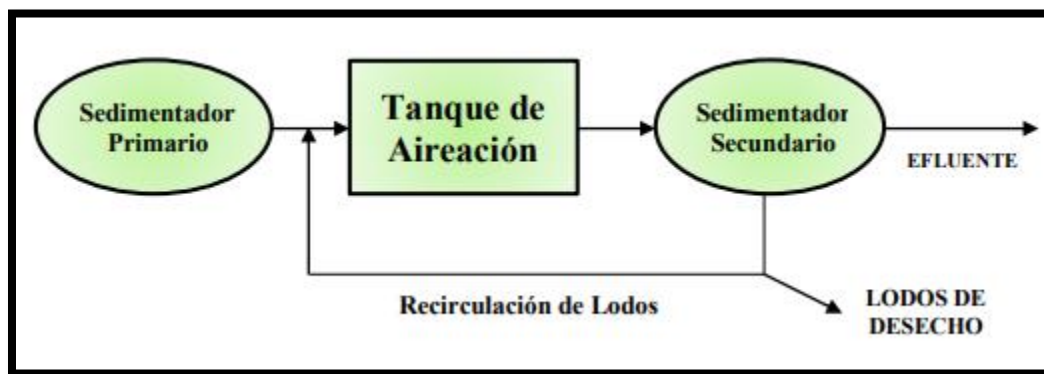 Sedimentador
Primario
Tanque de
Aireación
Sedimentador
Secundario
EFLUENTE
Recirculación de Lodos
LODOS DE
DESECHO